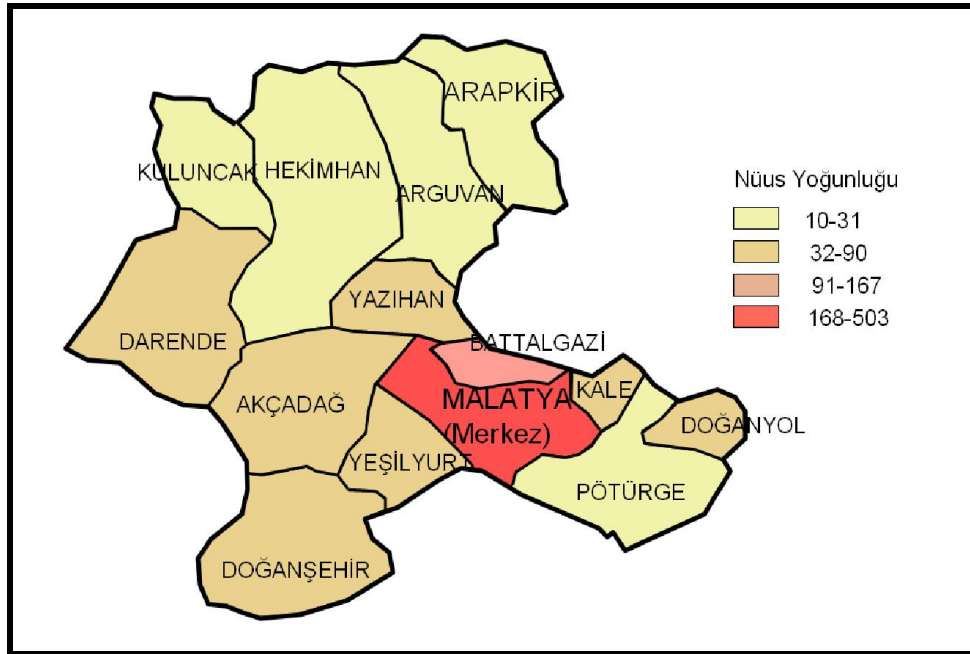 ARAPKİR
KULUNCAK
HEKİMHAN
ARGUVAN
Nüus Yoğunluğu
10-31
32-90
91-167
168-503
YAZIHAN
DARENDE
BATTALGAZİ
AKÇADAĞ
MALATYA
(Merkez)
KALE
DOĞANYOL
YEŞİLYURT
PÖTÜRGE
DOĞANŞEHİR